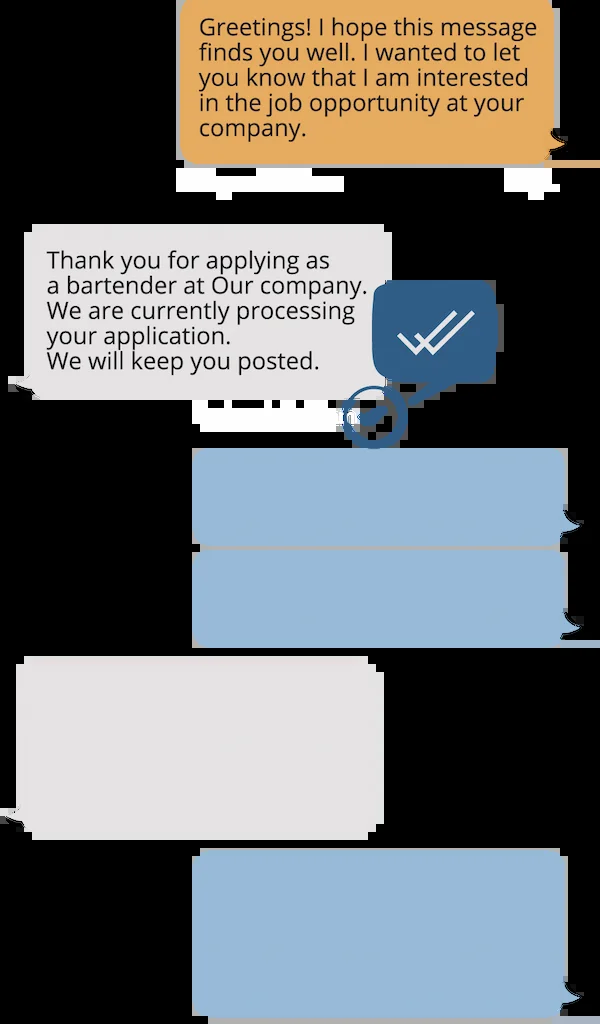 Greetings! I hope this message
finds you well. I wanted to let
you know that I am interested
in the job opportunity at your
company.
Thank you for applying as
a bartender at Our company.
We are currently processing
your application.
We will keep you posted.